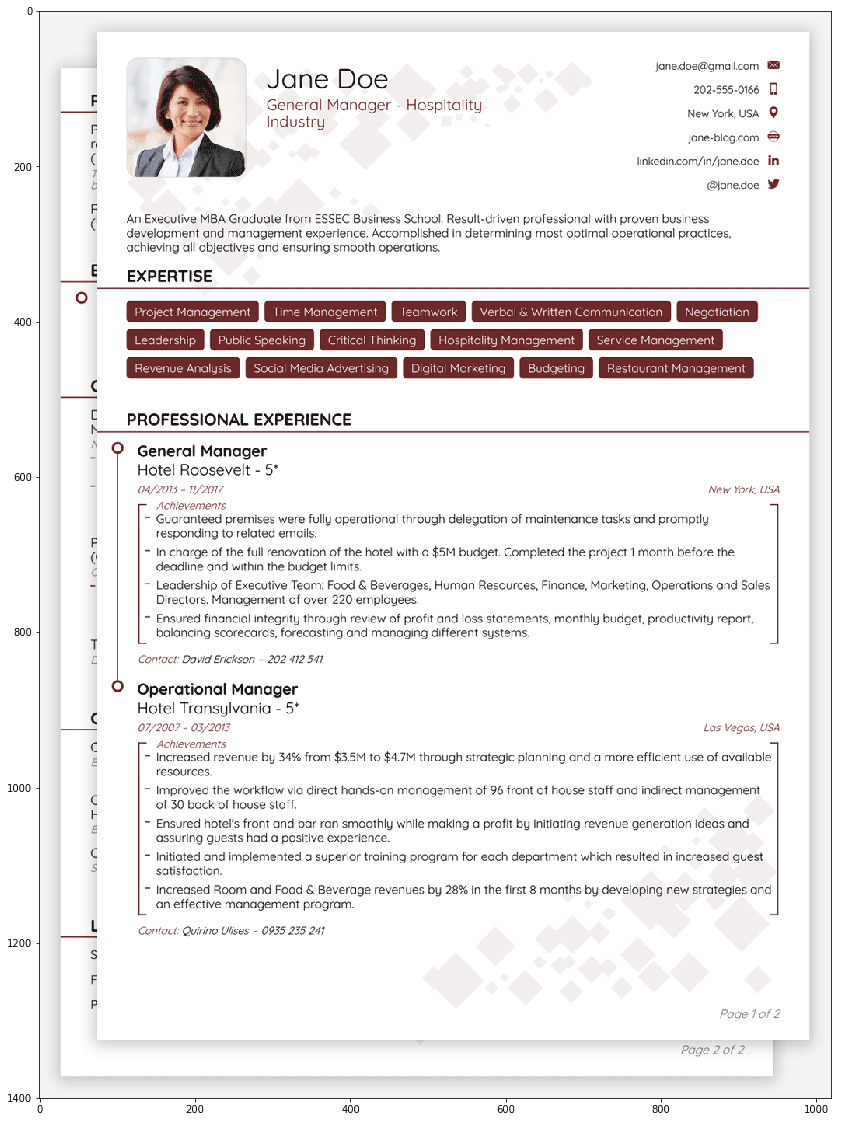 Jane Doe
General Manager - Hospitality
Industry
jane.doe@gmail.com
202-555-0166
New York, USA
jane-blog.com
linkedin.com/in/jane.doe
@jane.doe
An Executive MBA Graduate from ESSEC Business School. Result-driven professional with proven business
development and management experience. Accomplished in determining most optimal operational practices,
achieving all objectives and ensuring smooth operations.
EXPERTISE
Project Management Time Management Teamwork Verbal & Written Communication Negotiation
Leadership Public Speaking Critical Thinking Hospitality Management Service Management
Revenue Analysis Social Media Advertising Digital Marketing Budgeting Restaurant Management
PROFESSIONAL EXPERIENCE
General Manager
Hotel Roosevelt - 5*
04/2013 - 11/2017 New York, USA
Achievements
- Guaranteed premises were fully operational through delegation of maintenance tasks and promptly
responding to related emails.
- In charge of the full renovation of the hotel with a $5M budget. Completed the project 1 month before the
deadline and within the budget limits.
- Leadership of Executive Team: Food & Beverages, Human Resources, Finance, Marketing, Operations and Sales
Directors. Management of over 220 employees.
- Ensured financial integrity through review of profit and loss statements, monthly budget, productivity report,
balancing scorecards, forecasting and managing different systems.
Contact: David Erickson - 202 412 541
Operational Manager
Hotel Transylvania - 5*
07/2007 - 03/2013 Las Vegas, USA
Achievements
- Increased revenue by 34% from $3.5M to $4.7M through strategic planning and a more efficient use of available
resources.
- Improved the workflow via direct hands-on management of 96 front of house staff and indirect management
of 30 back of house staff.
- Ensured hotel's front and bar ran smoothly while making a profit by initiating revenue generation ideas and
assuring guests had a positive experience.
- Initiated and implemented a superior training program for each department which resulted in increased guest
satisfaction.
- Increased Room and Food & Beverage revenues by 28% in the first 8 months by developing new strategies and
an effective management program.
Contact: Quirino Ulises - 0935 235 241
Page 1 of 2
Page 2 of 2
0
200
400
600
800
1000
1200
1400
0 200 400 600 800 1000